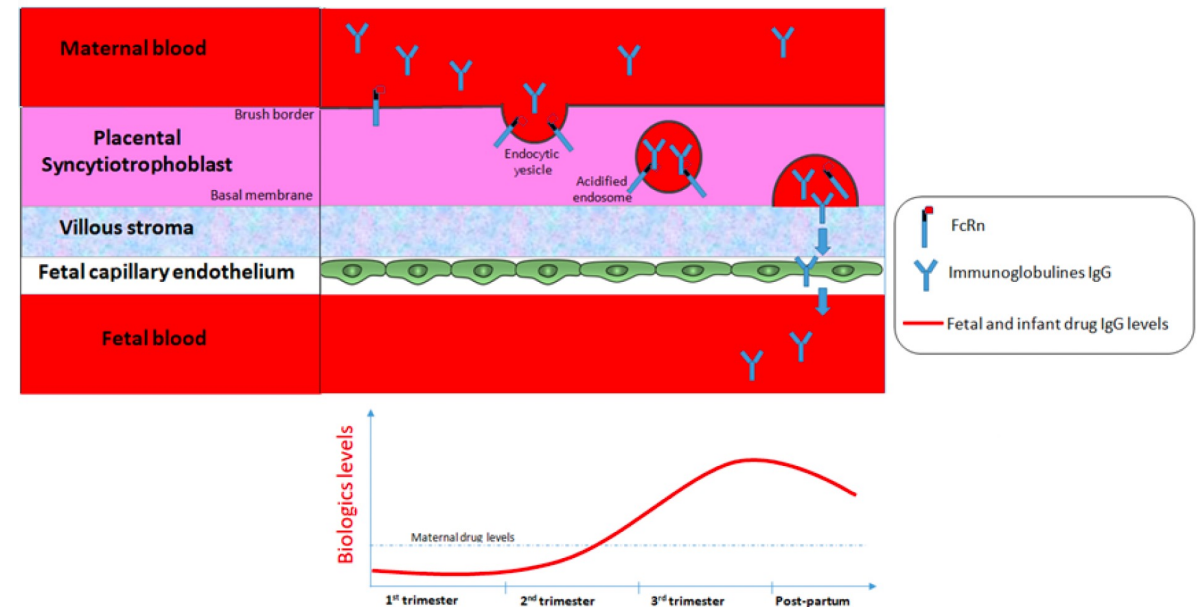 Maternal blood
Brush border
Placental
Syncytiotrophoblast
Endocytic
yesicle
Acidified
endosome
Basal membrane
Villous stroma
Fetal capillary endothelium
Fetal blood
FcRn
Immunoglobulines IgG
Fetal and infant drug IgG levels
Biologics levels
Maternal drug levels
1st trimester
2nd trimester
3rd trimester
Post-partum